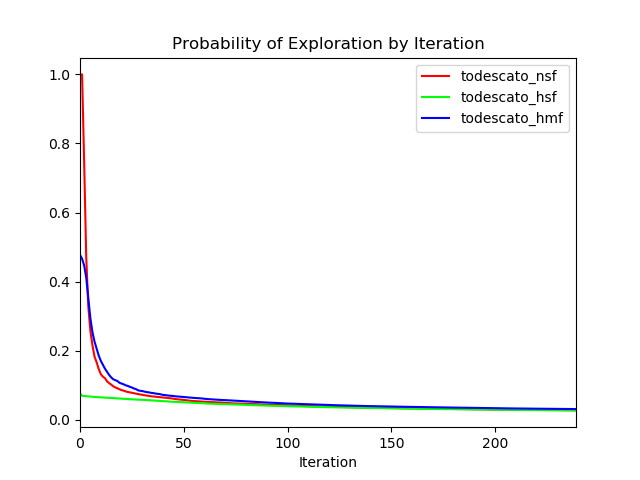 Probability of Exploration by Iteration
todescato_nsf
todescato_hsf
todescato_hmf
1.0
0.8
0.6
0.4
0.2
0.0
0 50 100 150 200
Iteration